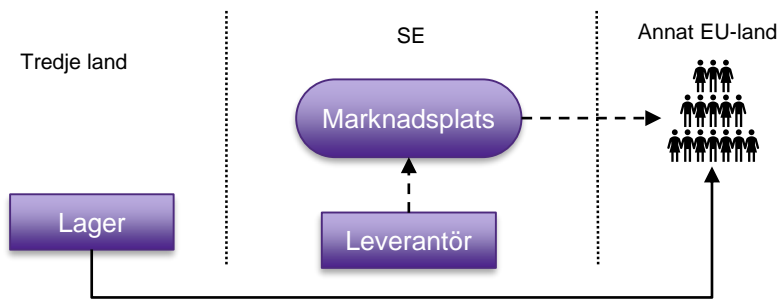 Tredje land
SE
Annat EU-land
Marknadsplats
Lager
Leverantör